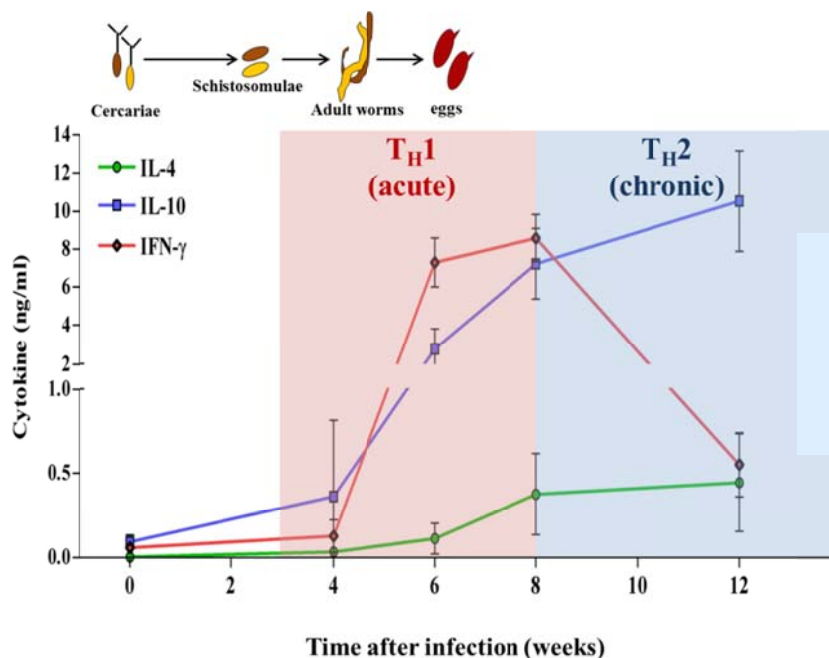 Cercariae
Schistosomulae
Adult worms
eggs
Cytokine (ng/ml)
14
12
10
8
6
4
2
1.0
0.5
0.0
IL-4
IL-10
IFN-γ
T_H1
(acute)
T_H2
(chronic)
0 2 4 6 8 10 12
Time after infection (weeks)